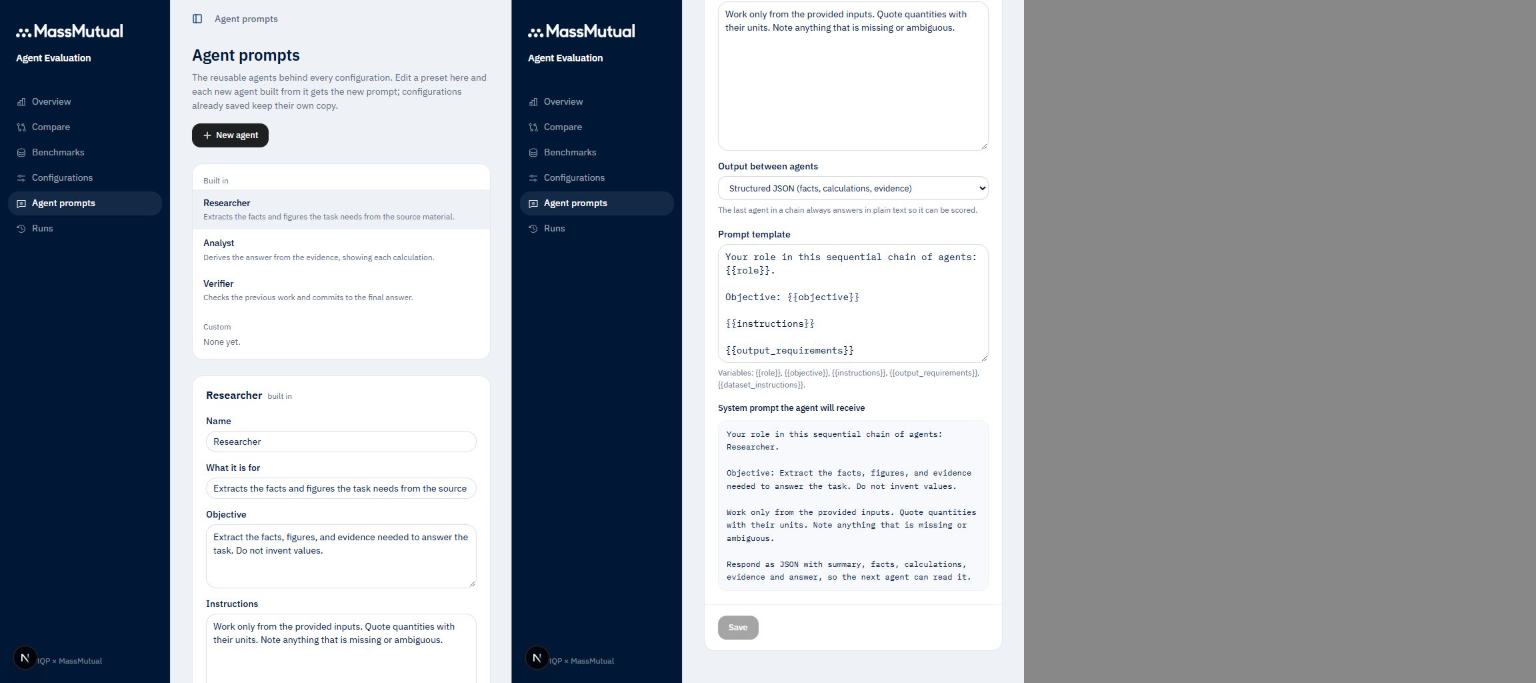 MassMutual
Agent Evaluation
Overview
Compare
Benchmarks
Configurations
Agent prompts
Runs
N
IQP × MassMutual
Agent prompts
Agent prompts
The reusable agents behind every configuration. Edit a preset here and
each new agent built from it gets the new prompt; configurations
already saved keep their own copy.
+ New agent
Built in
Researcher
Extracts the facts and figures the task needs from the source material.
Analyst
Derives the answer from the evidence, showing each calculation.
Verifier
Checks the previous work and commits to the final answer.
Custom
None yet.
Researcher built in
Name
Researcher
What it is for
Extracts the facts and figures the task needs from the source
Objective
Extract the facts, figures, and evidence needed to answer the
task. Do not invent values.
Instructions
Work only from the provided inputs. Quote quantities with
their units. Note anything that is missing or ambiguous.
MassMutual
Agent Evaluation
Overview
Compare
Benchmarks
Configurations
Agent prompts
Runs
N
IQP × MassMutual
Work only from the provided inputs. Quote quantities with
their units. Note anything that is missing or ambiguous.
Output between agents
Structured JSON (facts, calculations, evidence)
The last agent in a chain always answers in plain text so it can be scored.
Prompt template
Your role in this sequential chain of agents:
{{role}}.
Objective: {{objective}}
{{instructions}}
{{output_requirements}}
Variables: {{role}}, {{objective}}, {{instructions}}, {{output_requirements}},
{{dataset_instructions}}.
System prompt the agent will receive
Your role in this sequential chain of agents:
Researcher.
Objective: Extract the facts, figures, and evidence
needed to answer the task. Do not invent values.
Work only from the provided inputs. Quote quantities
with their units. Note anything that is missing or
ambiguous.
Respond as JSON with summary, facts, calculations,
evidence and answer, so the next agent can read it.
Save